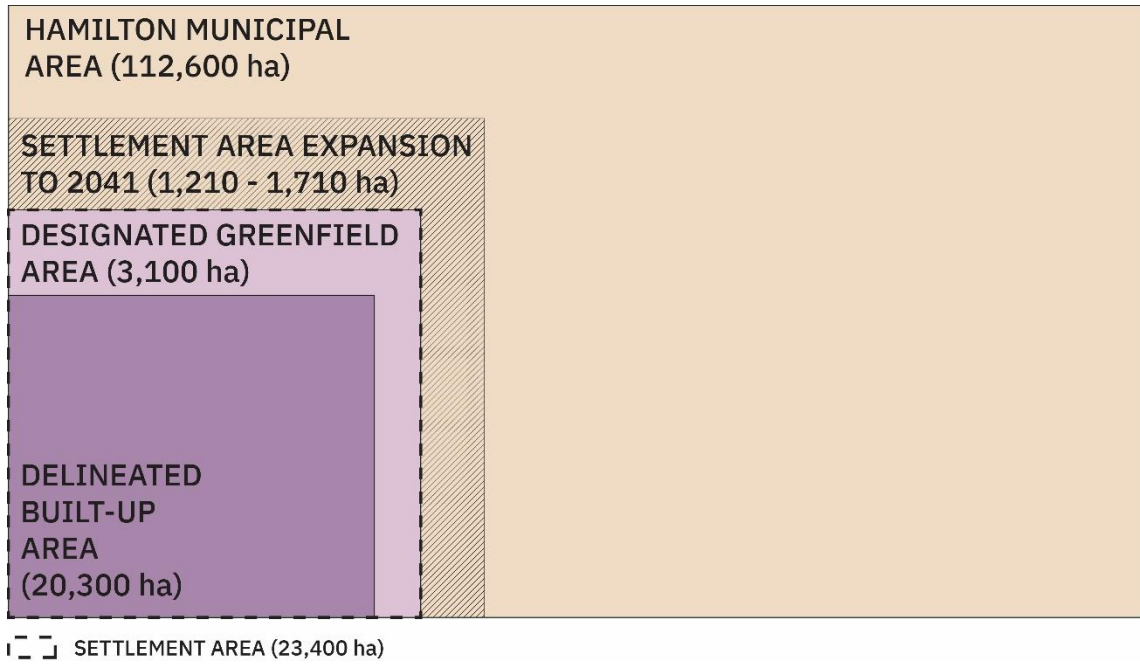 HAMILTON MUNICIPAL
AREA (112,600 ha)
SETTLEMENT AREA EXPANSION
TO 2041 (1,210 - 1,710 ha)
DESIGNATED GREENFIELD
AREA (3,100 ha)
DELINEATED
BUILT-UP
AREA
(20,300 ha)
SETTLEMENT AREA (23,400 ha)